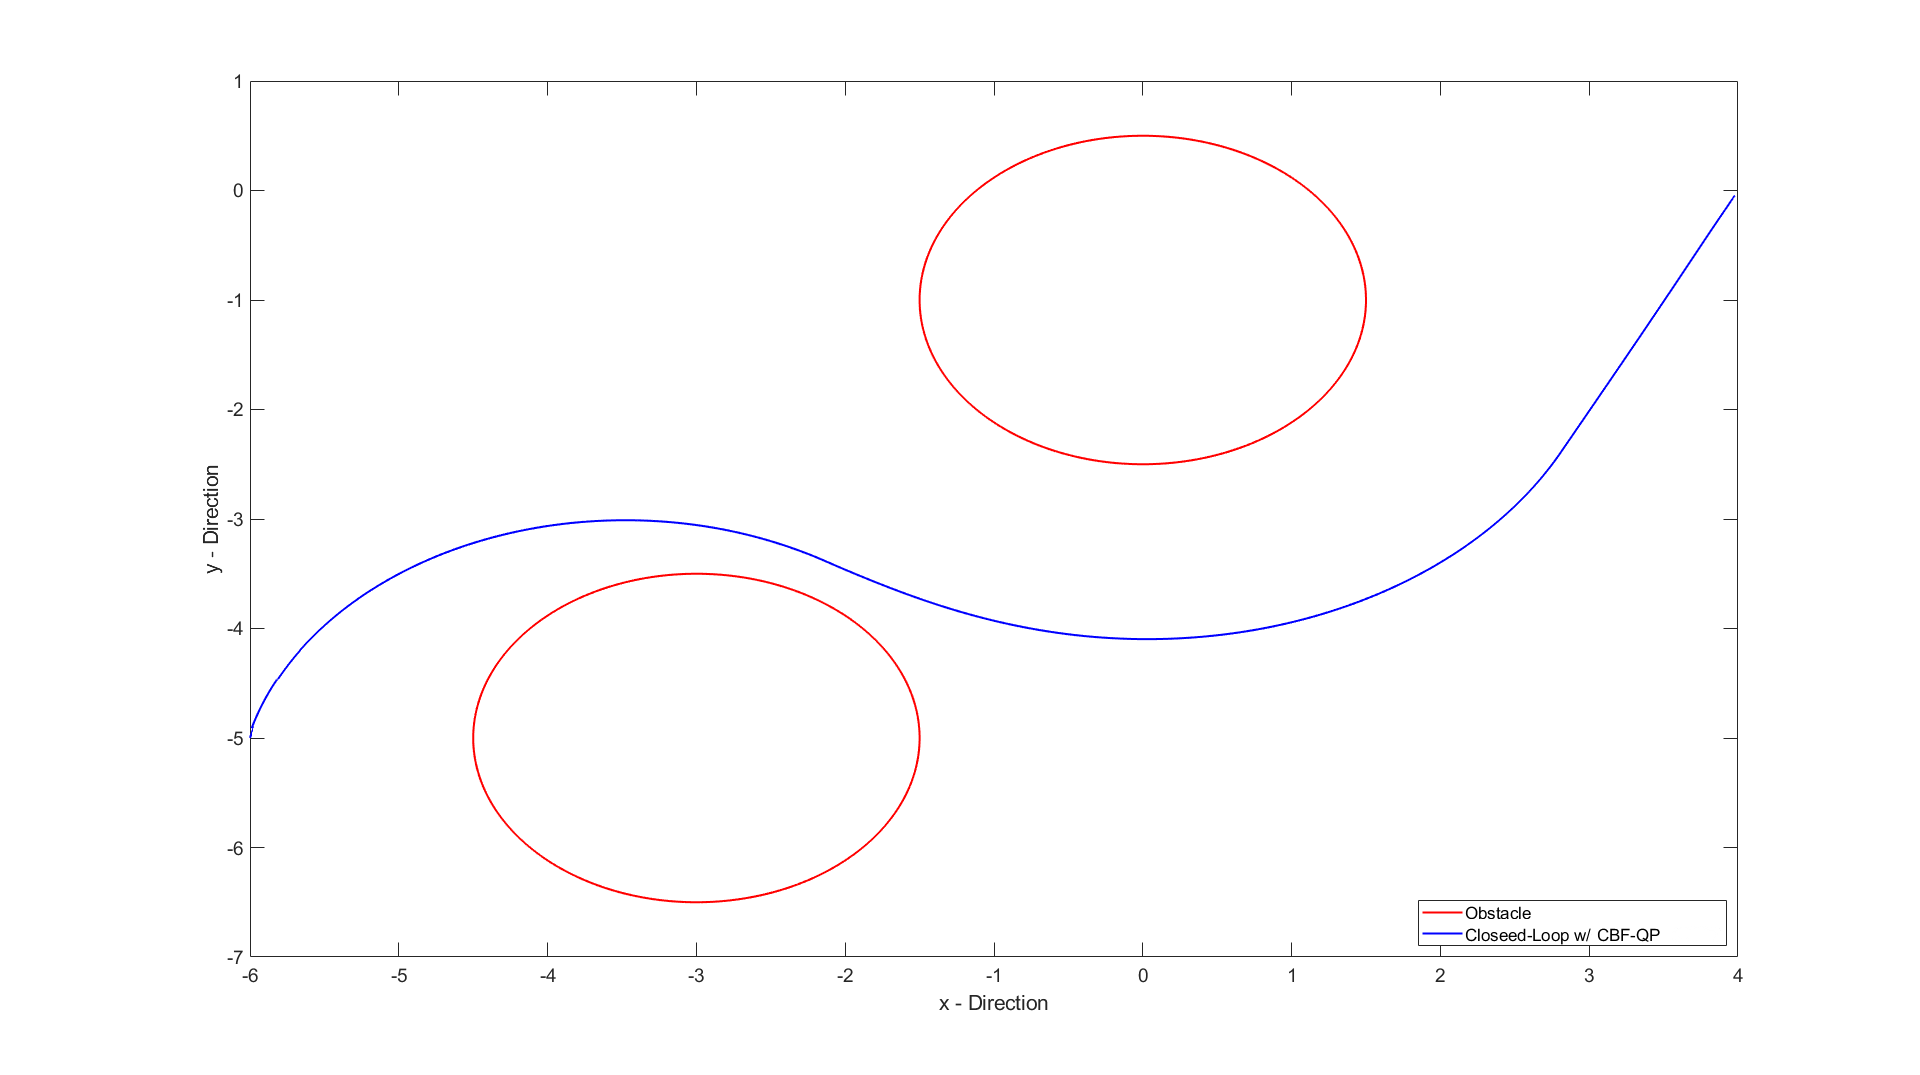 1
0
-1
-2
-3
-4
-5
-6
-7
y - Direction
-6 -5 -4 -3 -2 -1 0 1 2 3 4
x - Direction
Obstacle
Closeed-Loop w/ CBF-QP